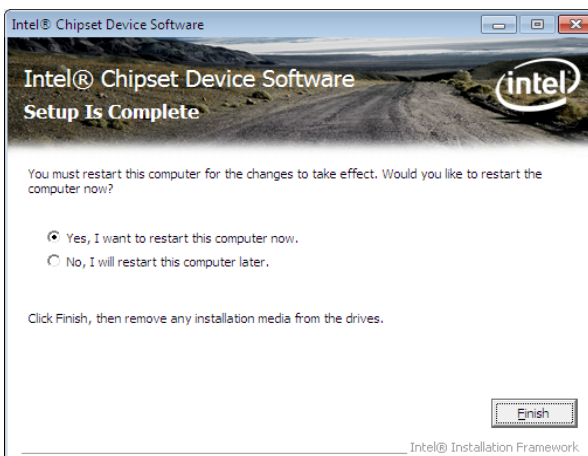 Intel® Chipset Device Software
Intel® Chipset Device Software
intel
Setup Is Complete
You must restart this computer for the changes to take effect. Would you like to restart the
computer now?
Yes, I want to restart this computer now.
No, I will restart this computer later.
Click Finish, then remove any installation media from the drives.
Finish
Intel® Installation Framework